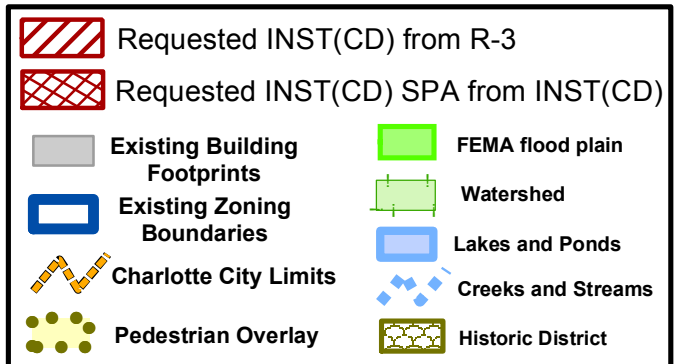 Requested INST(CD) from R-3
Requested INST(CD) SPA from INST(CD)
Existing Building
Footprints
Existing Zoning
Boundaries
Charlotte City Limits
Pedestrian Overlay
FEMA flood plain
Watershed
Lakes and Ponds
Creeks and Streams
Historic District